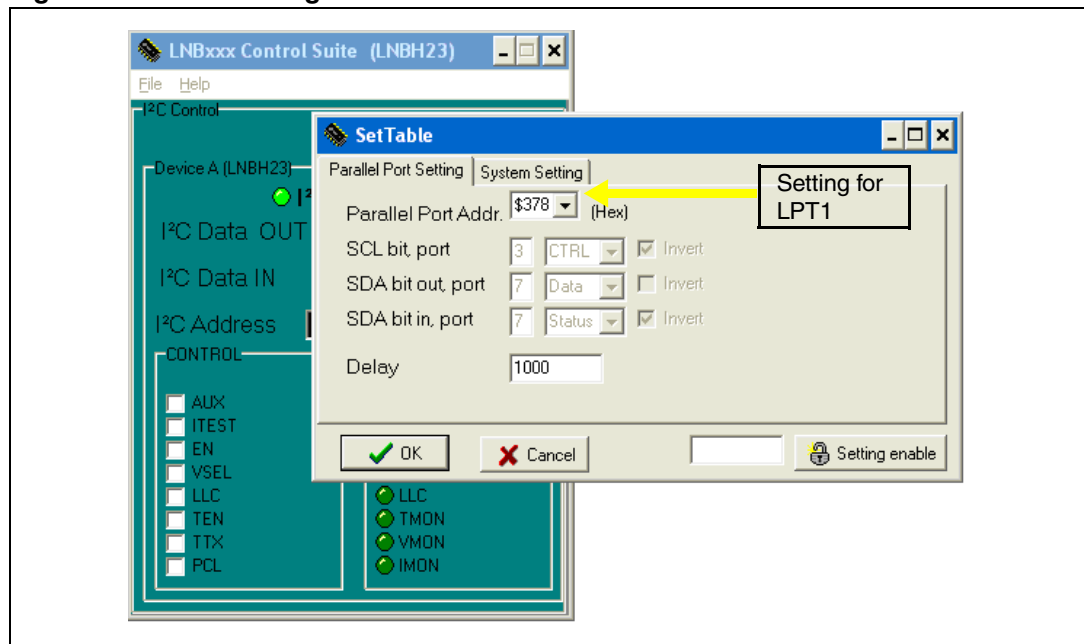 LNBxxx Control Suite (LNBH23)
File Help
I²C Control
Device A (LNBH23)
I²C Data OUT
I²C Data IN
I²C Address
CONTROL
AUX
ITEST
EN
VSEL
LLC
TEN
TTX
PCL
LLC
TMON
VMON
IMON
SetTable
Parallel Port Setting System Setting
Parallel Port Addr. $378 (Hex)
SCL bit, port 3 CTRL Invert
SDA bit out, port 7 Data Invert
SDA bit in, port 7 Status Invert
Delay 1000
OK Cancel Setting enable
Setting for
LPT1